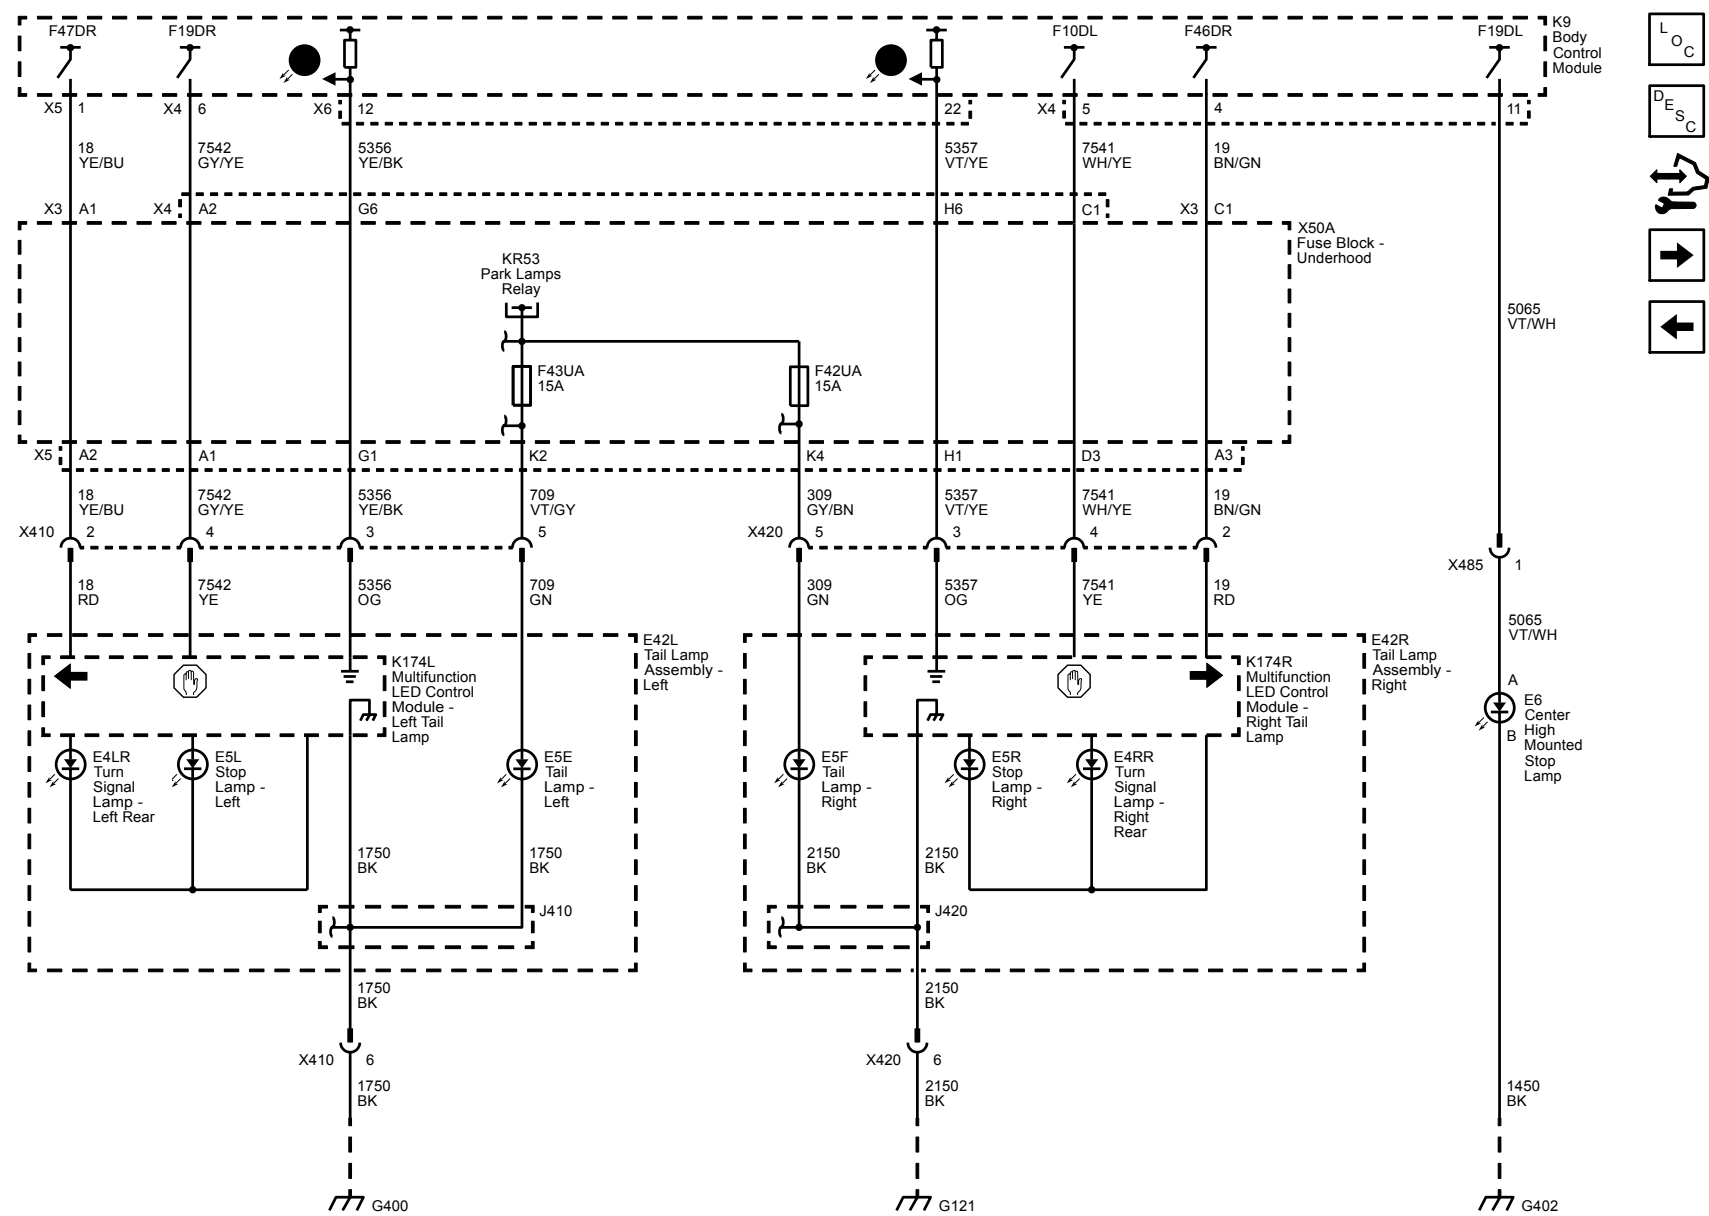 F47DR
F19DR
F10DL
F46DR
F19DL
K9
Body
Control
Module
L
O
C
D
E
S
C
X5 1
X4 6
X6 12
22
X4 5
4
11
18
YE/BU
7542
GY/YE
5356
YE/BK
5357
VT/YE
7541
WH/YE
19
BN/GN
X3 A1
X4 A2
G6
H6
C1
X3 C1
X50A
Fuse Block -
Underhood
KR53
Park Lamps
Relay
5065
VT/WH
F43UA
15A
F42UA
15A
X5 A2
A1
G1
K2
K4
H1
D3
A3
18
YE/BU
7542
GY/YE
5356
YE/BK
709
VT/GY
309
GY/BN
5357
VT/YE
7541
WH/YE
19
BN/GN
X410 2
4
3
5
X420 5
3
4
2
X485 1
18
RD
7542
YE
5356
OG
709
GN
309
GN
5357
OG
7541
YE
19
RD
5065
VT/WH
E42L
Tail Lamp
Assembly -
Left
E42R
Tail Lamp
Assembly -
Right
K174L
Multifunction
LED Control
Module -
Left Tail
Lamp
K174R
Multifunction
LED Control
Module -
Right Tail
Lamp
A
E6
Center
High
Mounted
Stop
Lamp
B
E4LR
Turn
Signal
Lamp -
Left Rear
E5L
Stop
Lamp -
Left
E5E
Tail
Lamp -
Left
E5F
Tail
Lamp -
Right
E5R
Stop
Lamp -
Right
E4RR
Turn
Signal
Lamp -
Right
Rear
1750
BK
1750
BK
2150
BK
2150
BK
J410
J420
1750
BK
2150
BK
X410 6
X420 6
1750
BK
2150
BK
1450
BK
G400
G121
G402